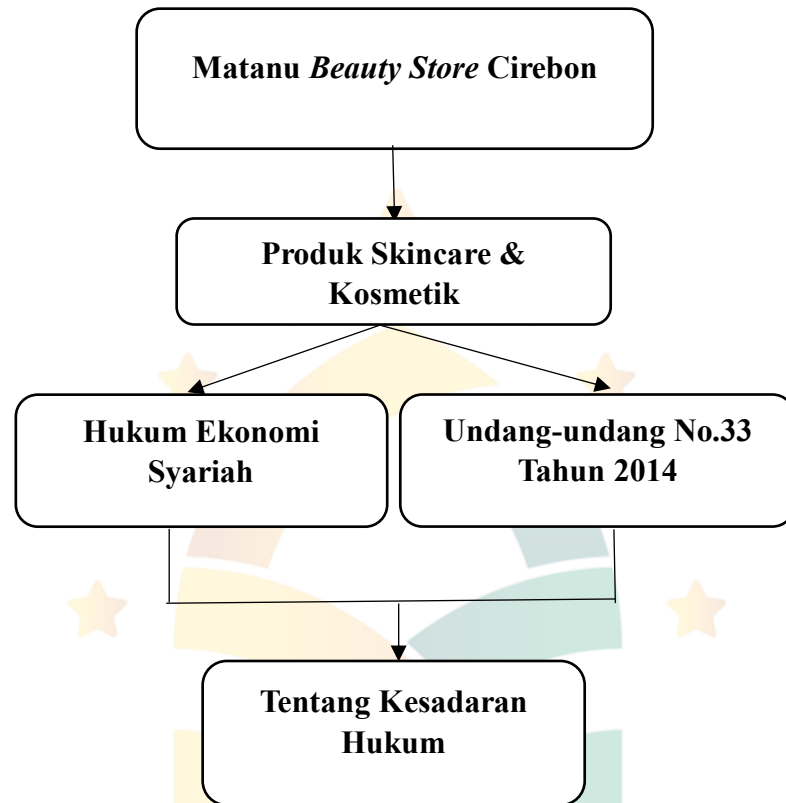 Matanu Beauty Store Cirebon
Produk Skincare &
Kosmetik
Hukum Ekonomi
Syariah
Undang-undang No.33
Tahun 2014
Tentang Kesadaran
Hukum